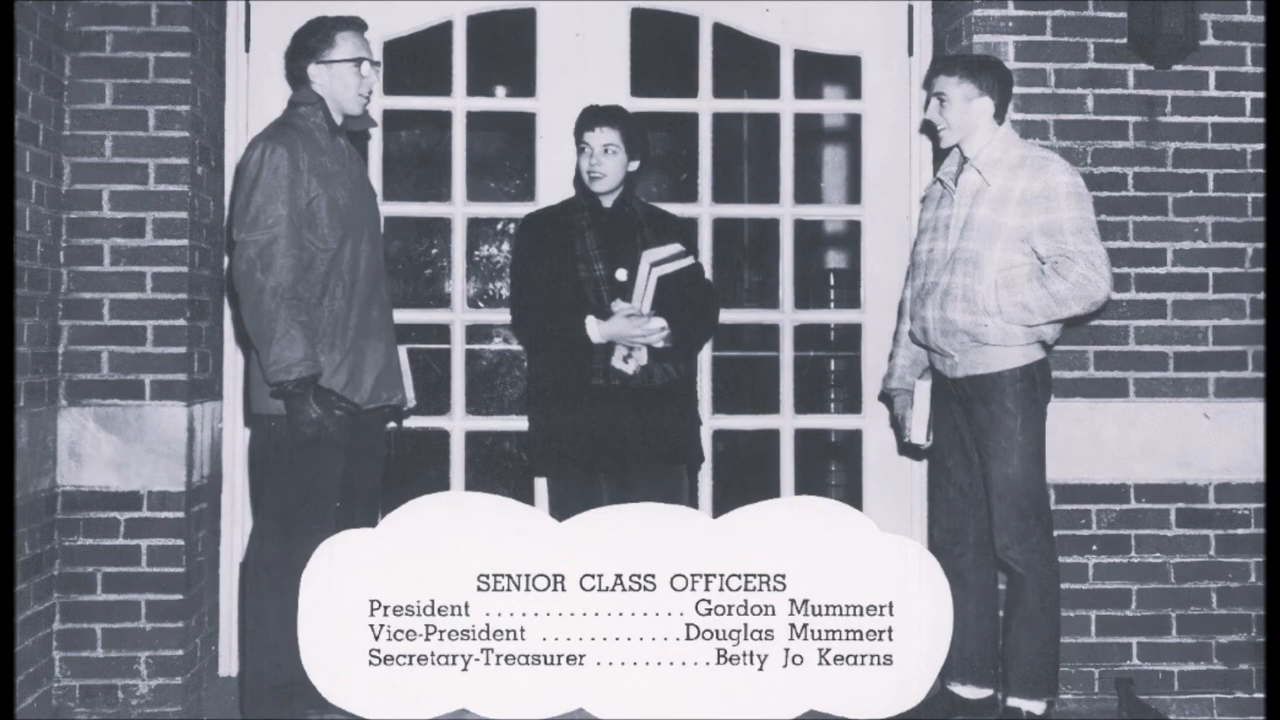 SENIOR CLASS OFFICERS
President ................. Gordon Mummert
Vice-President ............Douglas Mummert
Secretary-Treasurer ..........Betty Jo Kearns